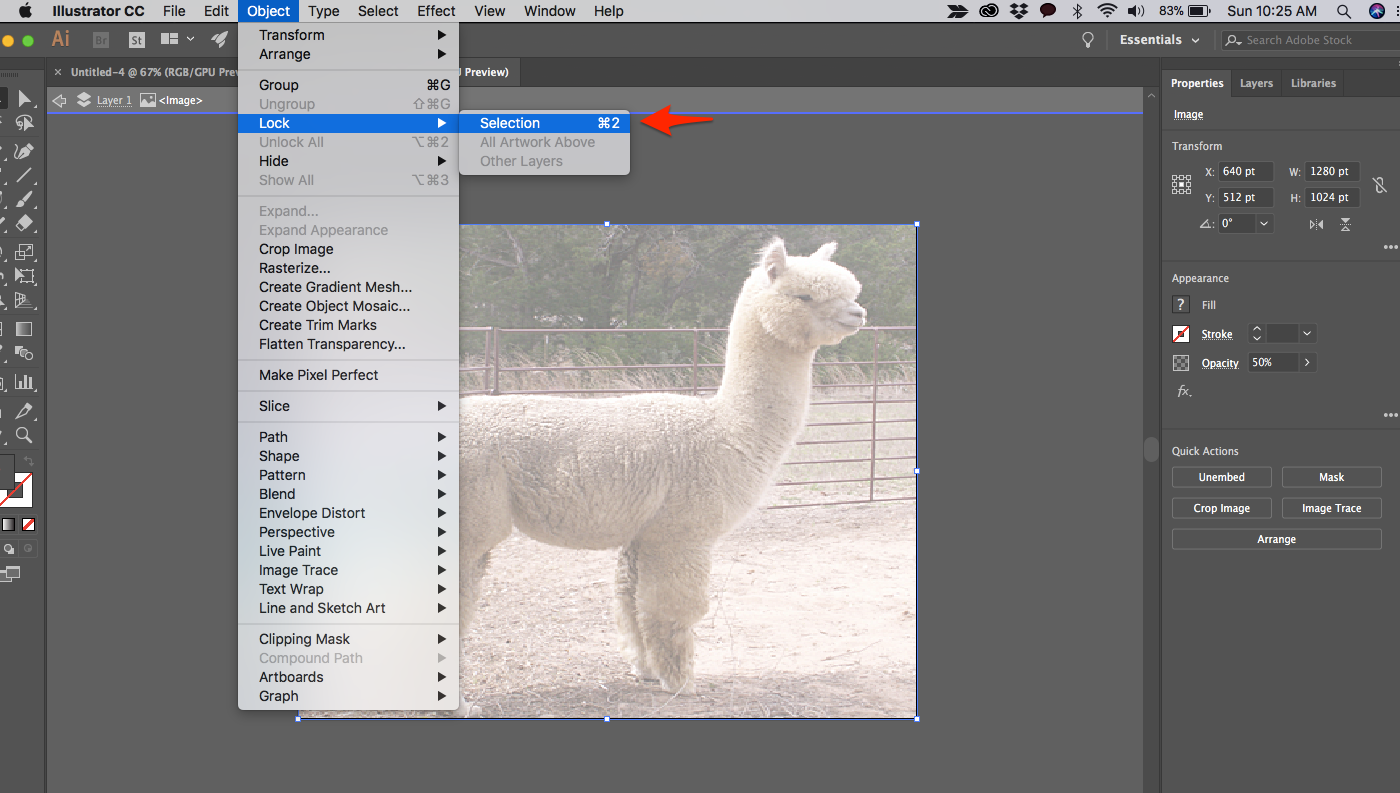 Illustrator CC File Edit Object Type Select Effect View Window Help 83% Sun 10:25 AM
Ai Br St Essentials Search Adobe Stock
× Untitled-4 @ 67% (RGB/GPU Prev Preview)
Layer 1 <Image>
Transform
Arrange
Group ⌘G
Ungroup ⇧⌘G
Lock
Unlock All ⌥⌘2
Hide
Show All ⌥⌘3
Expand...
Expand Appearance
Crop Image
Rasterize...
Create Gradient Mesh...
Create Object Mosaic...
Create Trim Marks
Flatten Transparency...
Make Pixel Perfect
Slice
Path
Shape
Pattern
Blend
Envelope Distort
Perspective
Live Paint
Image Trace
Text Wrap
Line and Sketch Art
Clipping Mask
Compound Path
Artboards
Graph
Selection ⌘2
All Artwork Above
Other Layers
Properties Layers Libraries
Image
Transform
X: 640 pt W: 1280 pt
Y: 512 pt H: 1024 pt
0°
Appearance
? Fill
Stroke
Opacity 50%
fx.
Quick Actions
Unembed Mask
Crop Image Image Trace
Arrange